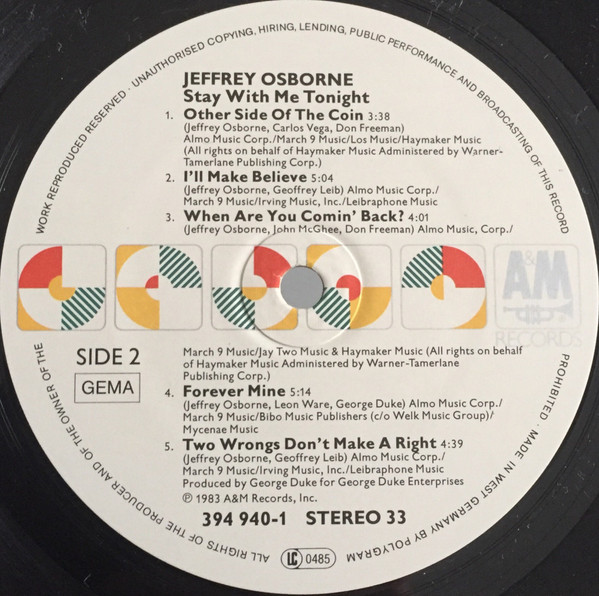 WORK REPRODUCED RESERVED · UNAUTHORISED COPYING, HIRING, LENDING, PUBLIC PERFORMANCE AND BROADCASTING OF THIS RECORD
JEFFREY OSBORNE
Stay With Me Tonight
1. Other Side Of The Coin 3:38
(Jeffrey Osborne, Carlos Vega, Don Freeman)
Almo Music Corp./March 9 Music/Los Music/Haymaker Music
(All rights on behalf of Haymaker Music Administered by Warner-
Tamerlane Publishing Corp.)
2. I'll Make Believe 5:04
(Jeffrey Osborne, Geoffrey Leib) Almo Music Corp./
March 9 Music/Irving Music, Inc./Leibraphone Music
3. When Are You Comin' Back? 4:01
(Jeffrey Osborne, John McGhee, Don Freeman) Almo Music, Corp./
A&M
RECORDS
SIDE 2
GEMA
March 9 Music/Jay Two Music & Haymaker Music (All rights on behalf
of Haymaker Music Administered by Warner-Tamerlane
Publishing Corp.)
4. Forever Mine 5:14
(Jeffrey Osborne, Leon Ware, George Duke) Almo Music Corp./
March 9 Music/Bibo Music Publishers (c/o Welk Music Group)/
Mycenae Music
5. Two Wrongs Don't Make A Right 4:39
(Jeffrey Osborne, Geoffrey Leib) Almo Music Corp./
March 9 Music/Irving Music, Inc./Leibraphone Music
Produced by George Duke for George Duke Enterprises
℗ 1983 A&M Records, Inc.
394 940-1 STEREO 33
LC 0485
ALL RIGHTS OF THE PRODUCER AND OF THE OWNER OF THE
PROHIBITED · MADE IN WEST GERMANY BY POLYGRAM